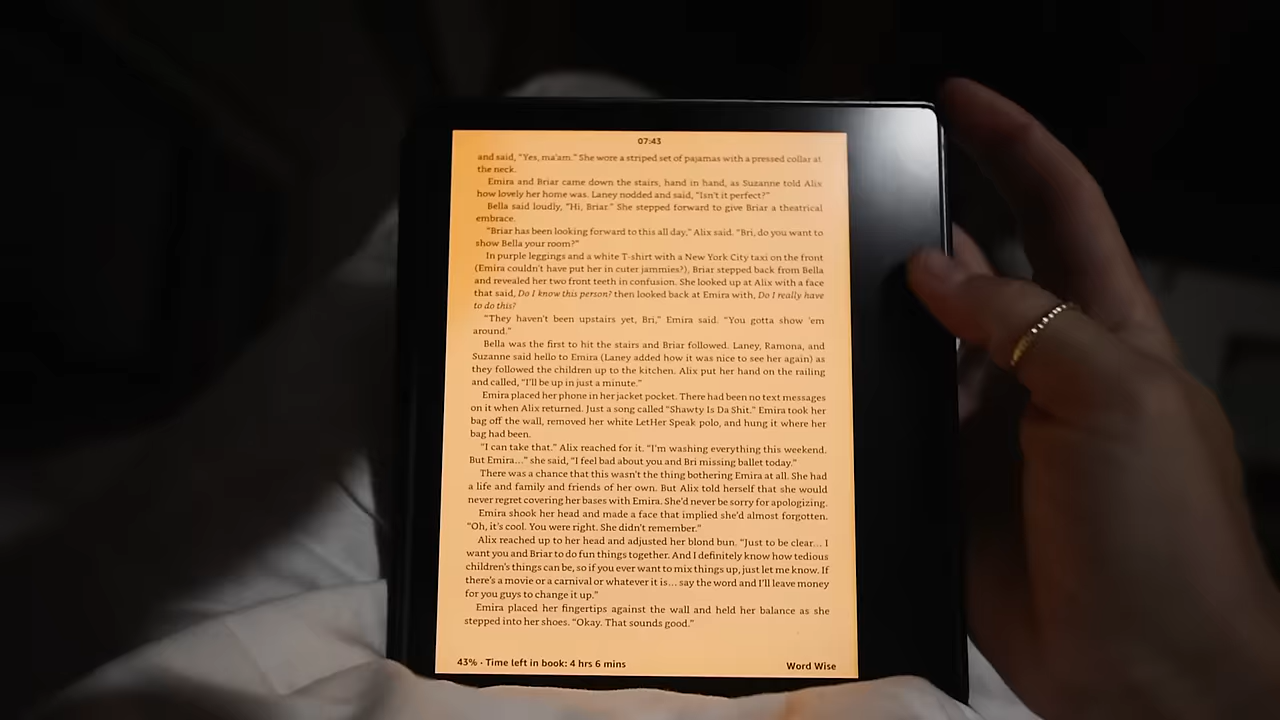 07:43
and said, “Yes, ma'am.” She wore a striped set of pajamas with a pressed collar at
the neck.
Emira and Briar came down the stairs, hand in hand, as Suzanne told Alix
how lovely her home was. Laney nodded and said, “Isn't it perfect?”
Bella said loudly, “Hi, Briar.” She stepped forward to give Briar a theatrical
embrace.
“Briar has been looking forward to this all day,” Alix said. “Bri, do you want to
show Bella your room?”
In purple leggings and a white T-shirt with a New York City taxi on the front
(Emira couldn't have put her in cuter jammies?), Briar stepped back from Bella
and revealed her two front teeth in confusion. She looked up at Alix with a face
that said, Do I know this person? then looked back at Emira with, Do I really have
to do this?
“They haven't been upstairs yet, Bri,” Emira said. “You gotta show 'em
around.”
Bella was the first to hit the stairs and Briar followed. Laney, Ramona, and
Suzanne said hello to Emira (Laney added how it was nice to see her again) as
they followed the children up to the kitchen. Alix put her hand on the railing
and called, “I'll be up in just a minute.”
Emira placed her phone in her jacket pocket. There had been no text messages
on it when Alix returned. Just a song called “Shawty Is Da Shit.” Emira took her
bag off the wall, removed her white LetHer Speak polo, and hung it where her
bag had been.
“I can take that.” Alix reached for it. “I'm washing everything this weekend.
But Emira...” she said, “I feel bad about you and Bri missing ballet today.”
There was a chance that this wasn't the thing bothering Emira at all. She had
a life and family and friends of her own. But Alix told herself that she would
never regret covering her bases with Emira. She'd never be sorry for apologizing.
Emira shook her head and made a face that implied she'd almost forgotten.
“Oh, it's cool. You were right. She didn't remember.”
Alix reached up to her head and adjusted her blond bun. “Just to be clear... I
want you and Briar to do fun things together. And I definitely know how tedious
children's things can be, so if you ever want to mix things up, just let me know. If
there's a movie or a carnival or whatever it is... say the word and I'll leave money
for you guys to change it up.”
Emira placed her fingertips against the wall and held her balance as she
stepped into her shoes. “Okay. That sounds good.”
43% · Time left in book: 4 hrs 6 mins Word Wise